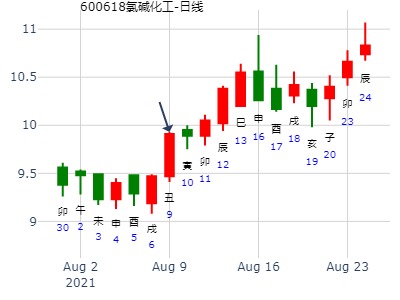 600618氯碱化工-日线
11
10.5
10
9.5
9
卯 30
午 2
未 3
申 4
酉 5
戌 6
丑 9
寅 10
卯 11
辰 12
巳 13
申 16
酉 17
戌 18
亥 19
子 20
卯 23
辰 24
Aug 2
2021
Aug 9
Aug 16
Aug 23